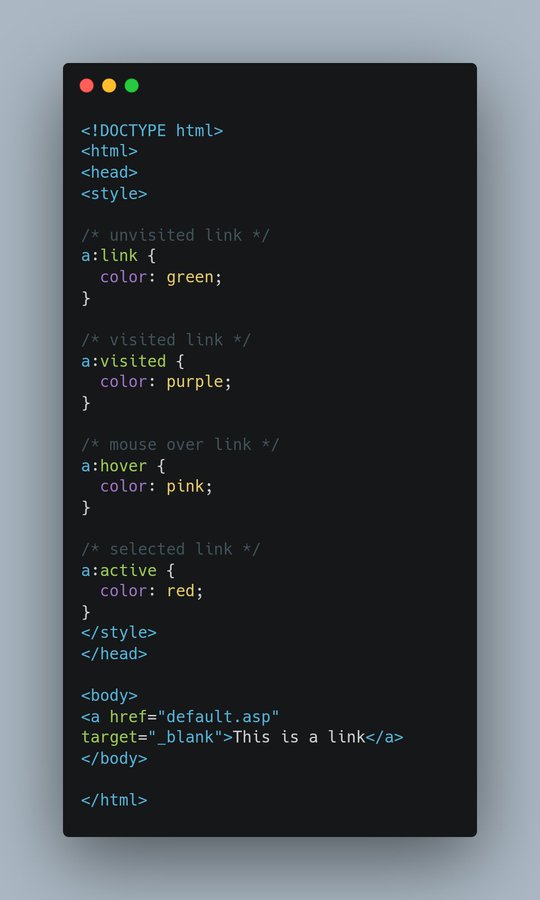 <!DOCTYPE html>
<html>
<head>
<style>

/* unvisited link */
a:link {
  color: green;
}

/* visited link */
a:visited {
  color: purple;
}

/* mouse over link */
a:hover {
  color: pink;
}

/* selected link */
a:active {
  color: red;
}
</style>
</head>

<body>
<a href="default.asp"
target="_blank">This is a link</a>
</body>

</html>